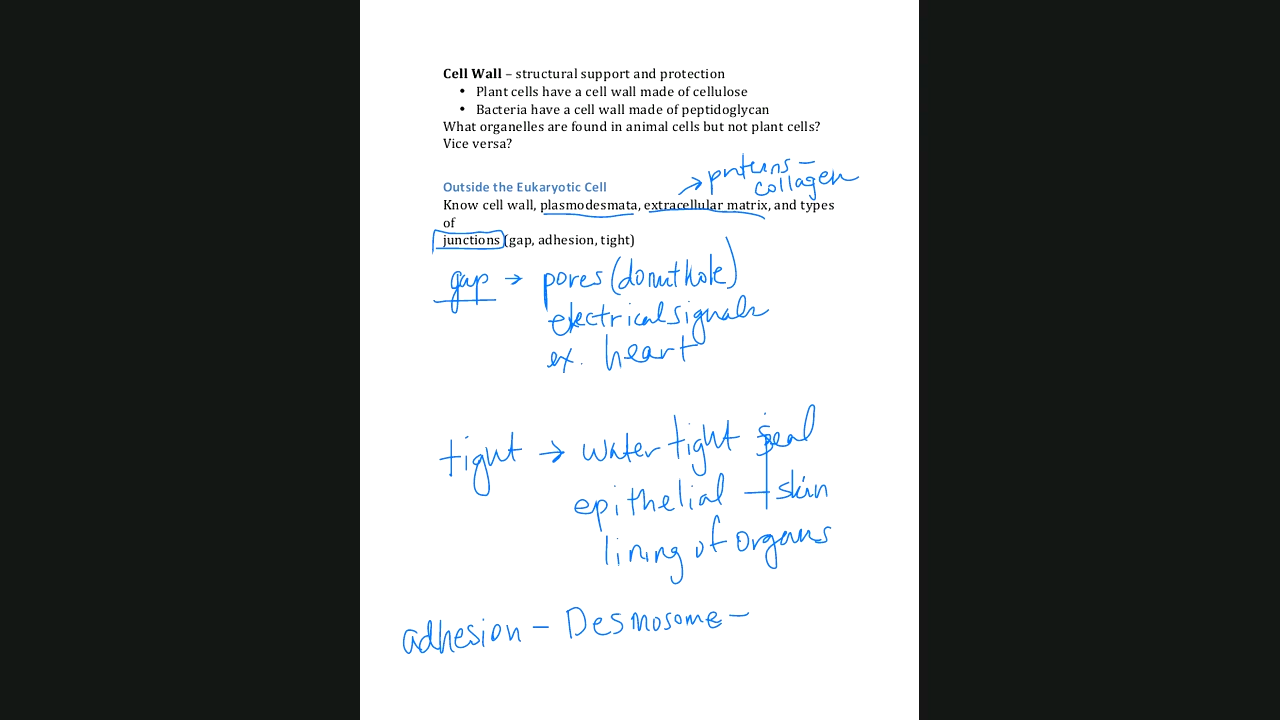 Cell Wall – structural support and protection
• Plant cells have a cell wall made of cellulose
• Bacteria have a cell wall made of peptidoglycan
What organelles are found in animal cells but not plant cells?
Vice versa?
→ proteins –
collagen
Outside the Eukaryotic Cell
Know cell wall, plasmodesmata, extracellular matrix, and types
of
junctions (gap, adhesion, tight)
gap → pores (donut hole)
electrical signals
ex. heart
tight → water tight seal
epithelial → skin
lining of organs
adhesion – Desmosome –